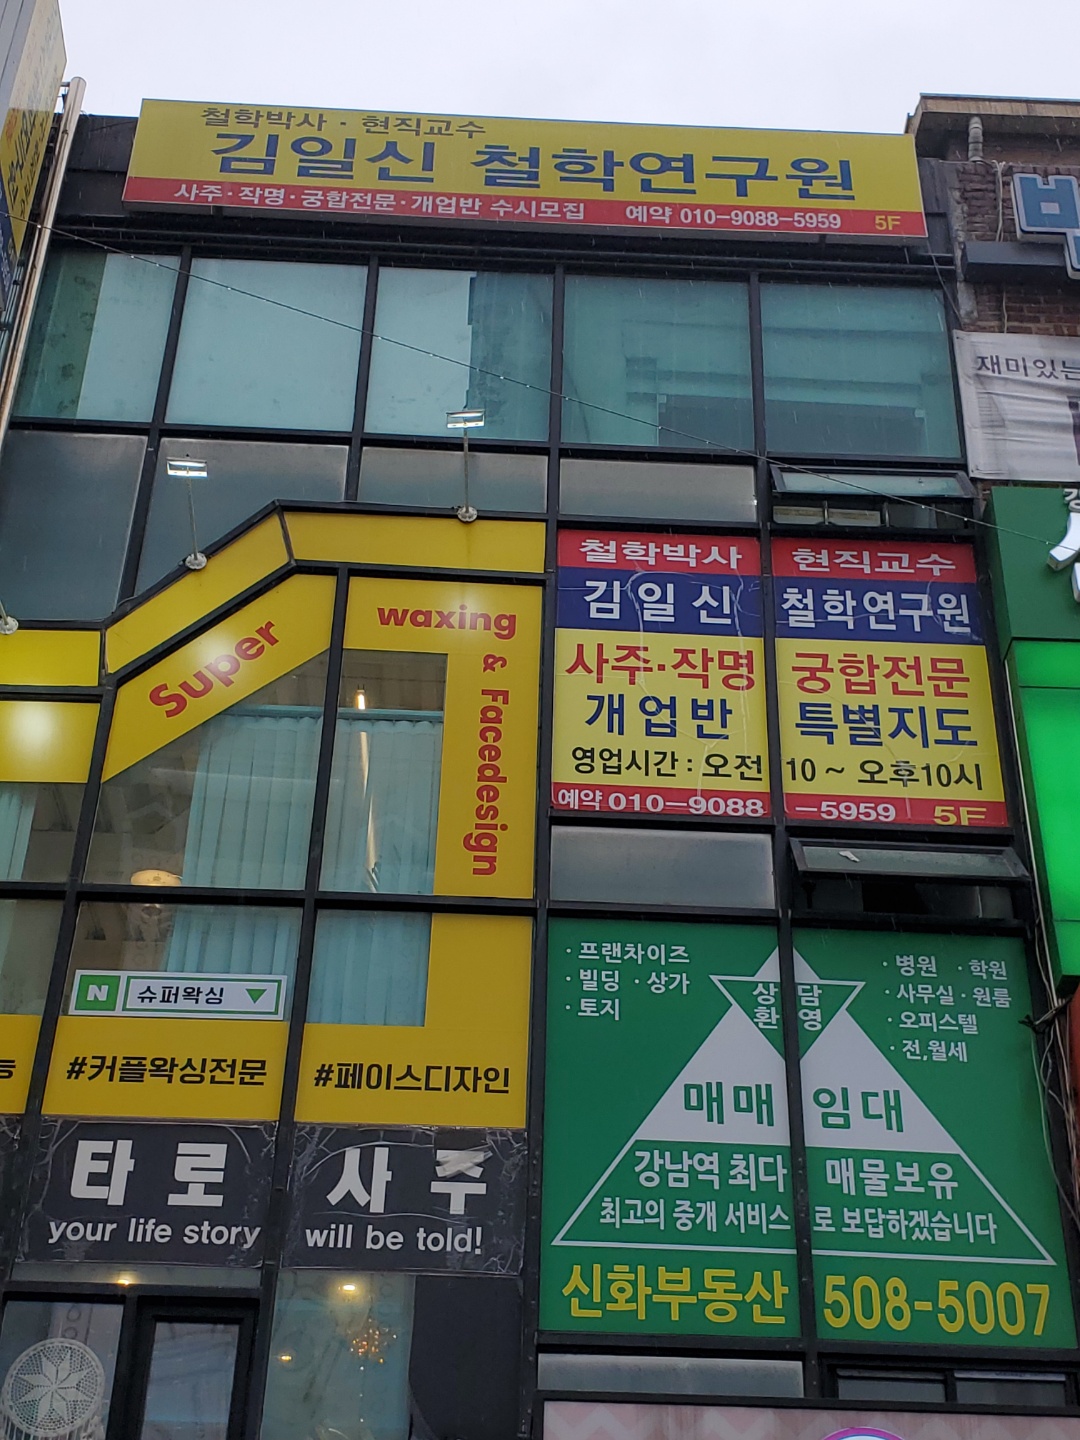 철학박사 · 현직교수
김일신 철학연구원
사주·작명·궁합전문·개업반 수시모집 예약 010-9088-5959 5F
재미있는
철학박사 현직교수
김일신 철학연구원
사주·작명 궁합전문
개업반 특별지도
영업시간 : 오전 10 ~ 오후10시
예약 010-9088-5959 5F
Super
waxing
& Facedesign
N 슈퍼왁싱
#커플왁싱전문
#페이스디자인
타로 사주
your life story will be told!
· 프랜차이즈
· 빌딩 · 상가
· 토지
상담
환영
· 병원 · 학원
· 사무실 · 원룸
· 오피스텔
· 전,월세
매매 임대
강남역 최다 매물보유
최고의 중개 서비스로 보답하겠습니다
신화부동산 508-5007